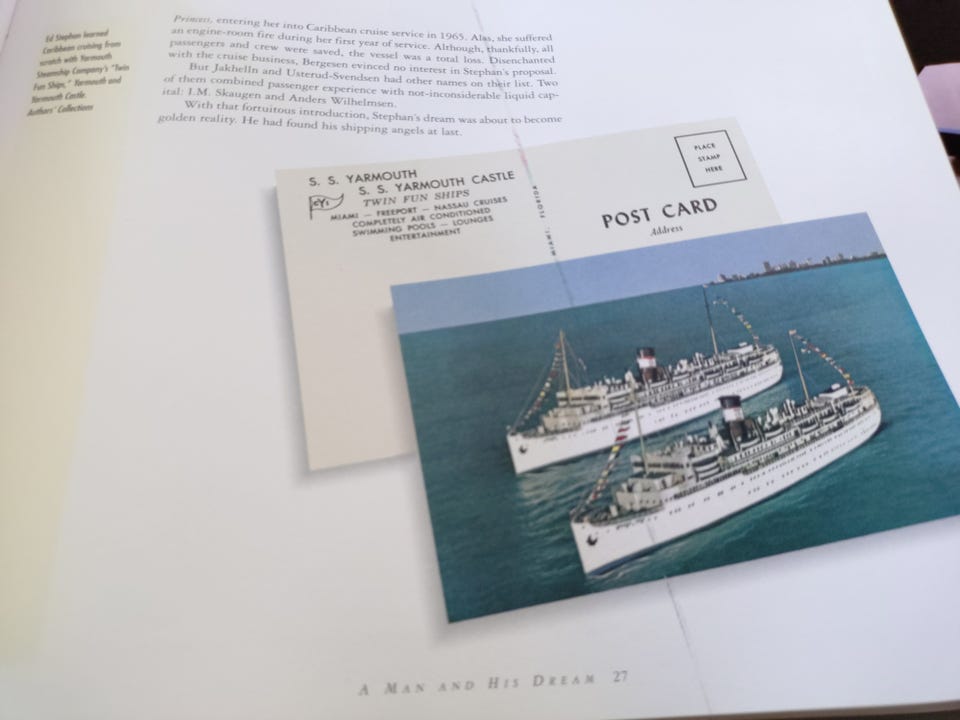 Ed Stephan learned
Caribbean cruising from
scratch with Yarmouth
Steamship Company's "Twin
Fun Ships," Yarmouth and
Yarmouth Castle.
Authors' Collections
Princess, entering her into Caribbean cruise service in 1965. Alas, she suffered
an engine-room fire during her first year of service. Although, thankfully, all
passengers and crew were saved, the vessel was a total loss. Disenchanted
with the cruise business, Bergesen evinced no interest in Stephan's proposal.
But Jakhelln and Usterud-Svendsen had other names on their list. Two
of them combined passenger experience with not-inconsiderable liquid cap-
ital: I.M. Skaugen and Anders Wilhelmsen.
With that fortuitous introduction, Stephan's dream was about to become
golden reality. He had found his shipping angels at last.
S. S. YARMOUTH
S. S. YARMOUTH CASTLE
TWIN FUN SHIPS
MIAMI — FREEPORT — NASSAU CRUISES
COMPLETELY AIR CONDITIONED
SWIMMING POOLS — LOUNGES
ENTERTAINMENT
MIAMI, FLORIDA
PLACE
STAMP
HERE
POST CARD
Address
A MAN AND HIS DREAM 27